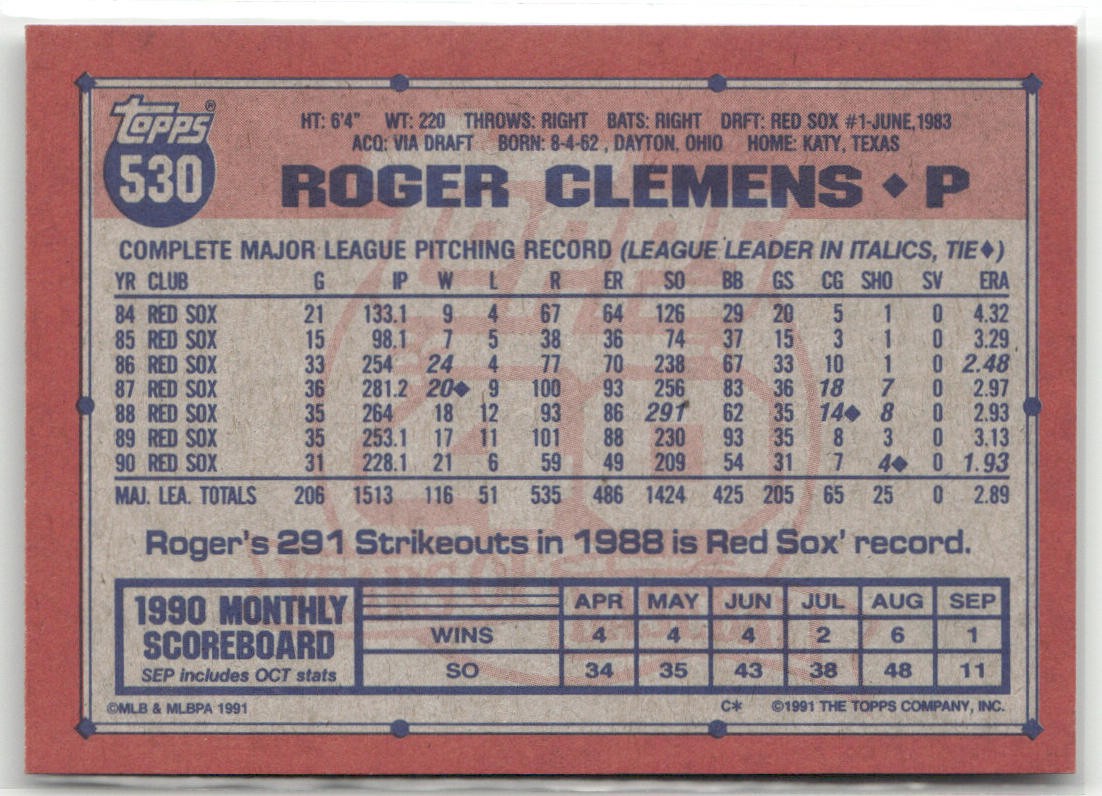 Topps®
530
HT: 6'4" WT: 220 THROWS: RIGHT BATS: RIGHT DRFT: RED SOX #1-JUNE,1983
ACQ: VIA DRAFT BORN: 8-4-62 , DAYTON, OHIO HOME: KATY, TEXAS
ROGER CLEMENS ◆ P
COMPLETE MAJOR LEAGUE PITCHING RECORD (LEAGUE LEADER IN ITALICS, TIE◆)
YR CLUB G IP W L R ER SO BB GS CG SHO SV ERA
84 RED SOX 21 133.1 9 4 67 64 126 29 20 5 1 0 4.32
85 RED SOX 15 98.1 7 5 38 36 74 37 15 3 1 0 3.29
86 RED SOX 33 254 24 4 77 70 238 67 33 10 1 0 2.48
87 RED SOX 36 281.2 20◆ 9 100 93 256 83 36 18 7 0 2.97
88 RED SOX 35 264 18 12 93 86 291 62 35 14◆ 8 0 2.93
89 RED SOX 35 253.1 17 11 101 88 230 93 35 8 3 0 3.13
90 RED SOX 31 228.1 21 6 59 49 209 54 31 7 4◆ 0 1.93
MAJ. LEA. TOTALS 206 1513 116 51 535 486 1424 425 205 65 25 0 2.89
Roger's 291 Strikeouts in 1988 is Red Sox' record.
1990 MONTHLY
SCOREBOARD
SEP includes OCT stats
APR MAY JUN JUL AUG SEP
WINS 4 4 4 2 6 1
SO 34 35 43 38 48 11
©MLB & MLBPA 1991 C* ©1991 THE TOPPS COMPANY, INC.